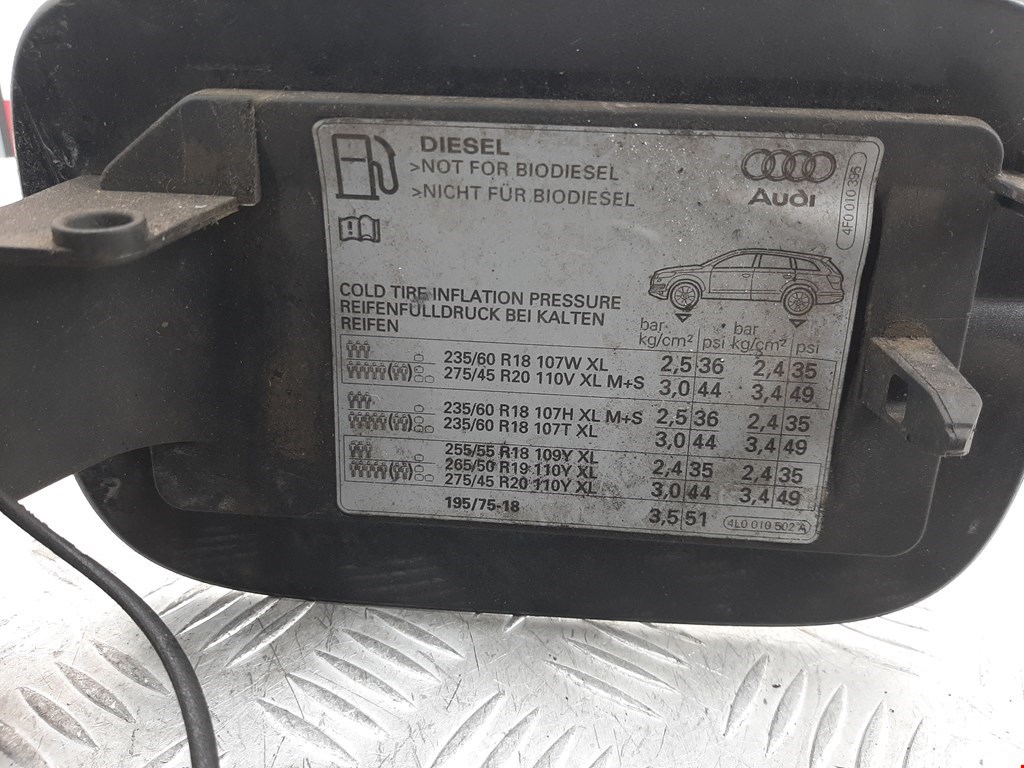 DIESEL
>NOT FOR BIODIESEL
>NICHT FÜR BIODIESEL
Audi
4F0 010 395
COLD TIRE INFLATION PRESSURE
REIFENFÜLLDRUCK BEI KALTEN
REIFEN
bar psi bar psi
kg/cm² kg/cm²
235/60 R18 107W XL 2,5 36 2,4 35
275/45 R20 110V XL M+S 3,0 44 3,4 49
235/60 R18 107H XL M+S 2,5 36 2,4 35
235/60 R18 107T XL 3,0 44 3,4 49
255/55 R18 109Y XL
265/50 R19 110Y XL 2,4 35 2,4 35
275/45 R20 110Y XL 3,0 44 3,4 49
195/75-18 3,5 51
4L0 010 502 A